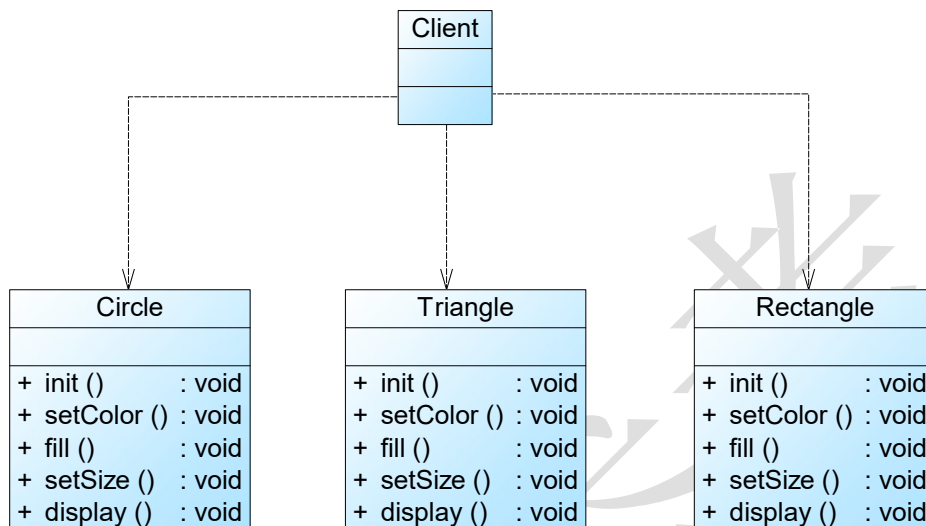 Client
Circle
+ init () : void
+ setColor () : void
+ fill () : void
+ setSize () : void
+ display () : void
Triangle
+ init () : void
+ setColor () : void
+ fill () : void
+ setSize () : void
+ display () : void
Rectangle
+ init () : void
+ setColor () : void
+ fill () : void
+ setSize () : void
+ display () : void